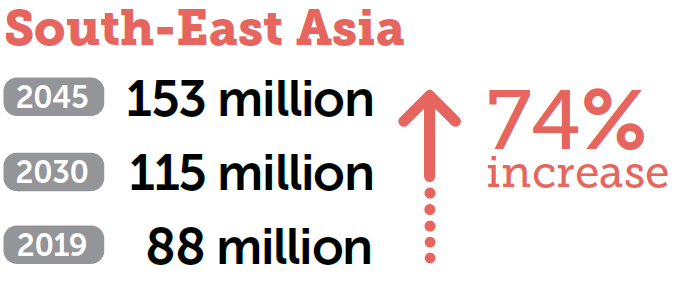 South-East Asia
2045 153 million
2030 115 million
2019 88 million
74%
increase